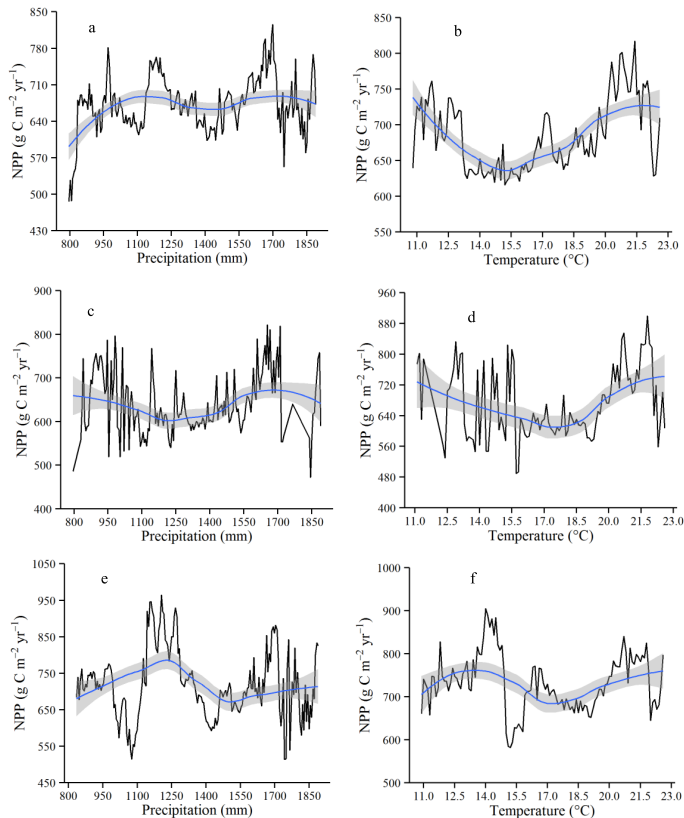 a
NPP (g C m⁻² yr⁻¹)
850
780
710
640
570
500
430
800 950 1100 1250 1400 1550 1700 1850
Precipitation (mm)
b
NPP (g C m⁻² yr⁻¹)
850
800
750
700
650
600
550
11.0 12.5 14.0 15.5 17.0 18.5 20.0 21.5 23.0
Temperature (°C)
c
NPP (g C m⁻² yr⁻¹)
900
800
700
600
500
400
800 950 1100 1250 1400 1550 1700 1850
Precipitation (mm)
d
NPP (g C m⁻² yr⁻¹)
960
880
800
720
640
560
480
400
11.0 12.5 14.0 15.5 17.0 18.5 20.0 21.5 23.0
Temperature (°C)
e
NPP (g C m⁻² yr⁻¹)
1050
950
850
750
650
550
450
800 950 1100 1250 1400 1550 1700 1850
Precipitation (mm)
f
NPP (g C m⁻² yr⁻¹)
1000
900
800
700
600
500
11.0 12.5 14.0 15.5 17.0 18.5 20.0 21.5 23.0
Temperature (°C)